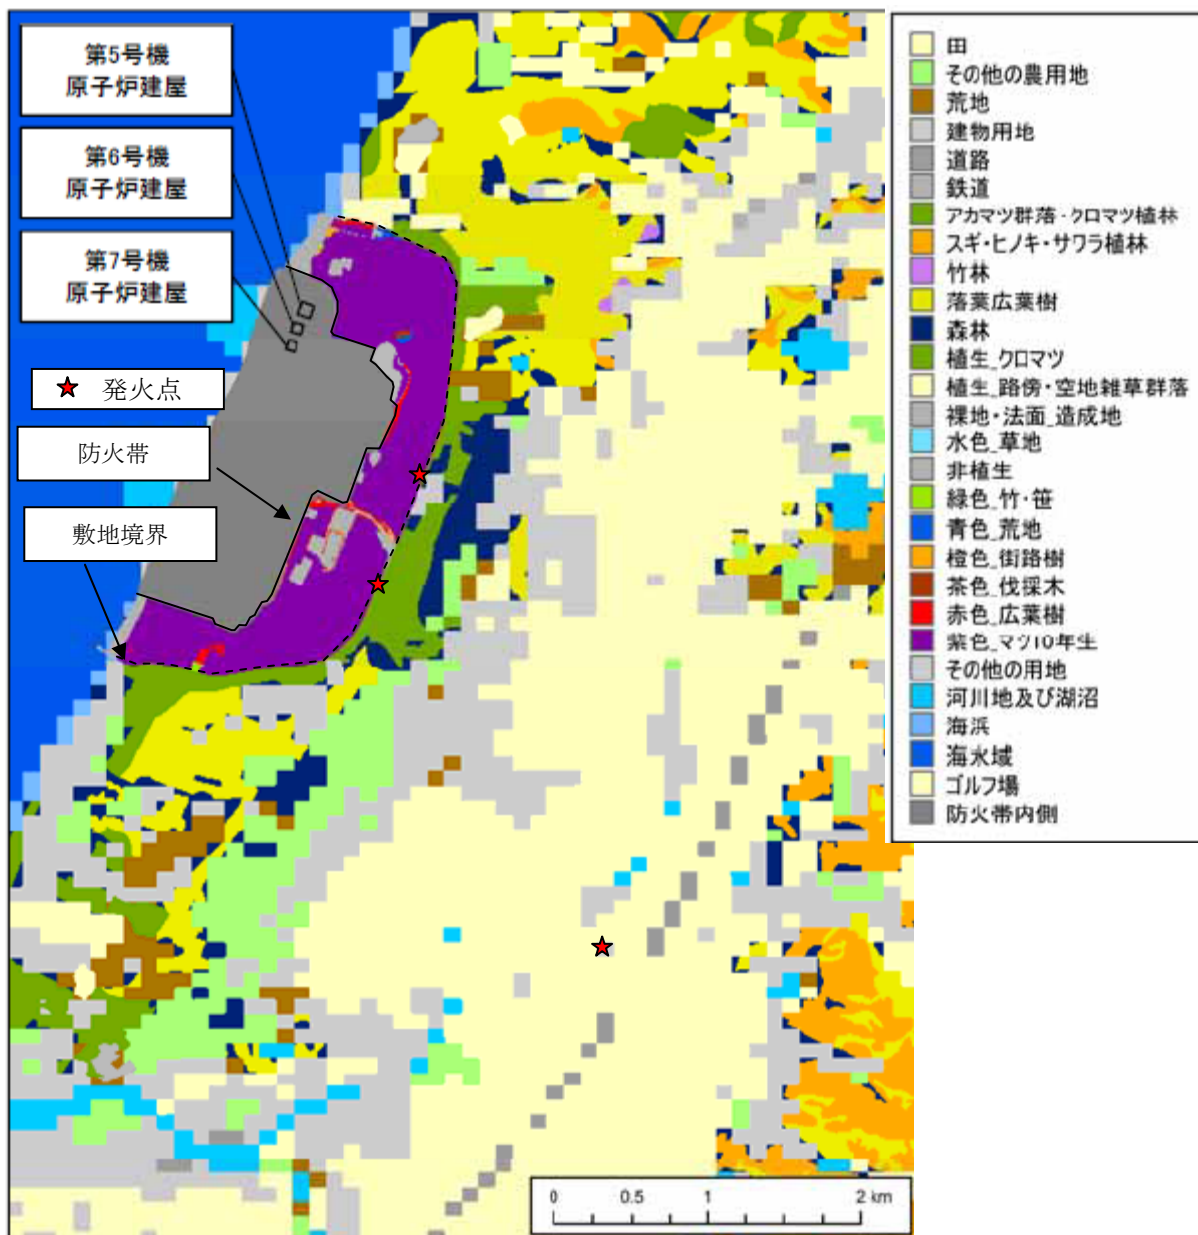 第5号機
原子炉建屋
第6号機
原子炉建屋
第7号機
原子炉建屋
発火点
防火帯
敷地境界
田
その他の農用地
荒地
建物用地
道路
鉄道
アカマツ群落・クロマツ植林
スギ・ヒノキ・サワラ植林
竹林
落葉広葉樹
森林
植生_クロマツ
植生_路傍・空地雑草群落
裸地・法面_造成地
水色_草地
非植生
緑色_竹・笹
青色_荒地
橙色_街路樹
茶色_伐採木
赤色_広葉樹
紫色_マツ10年生
その他の用地
河川地及び湖沼
海浜
海水域
ゴルフ場
防火帯内側
0 0.5 1 2 km